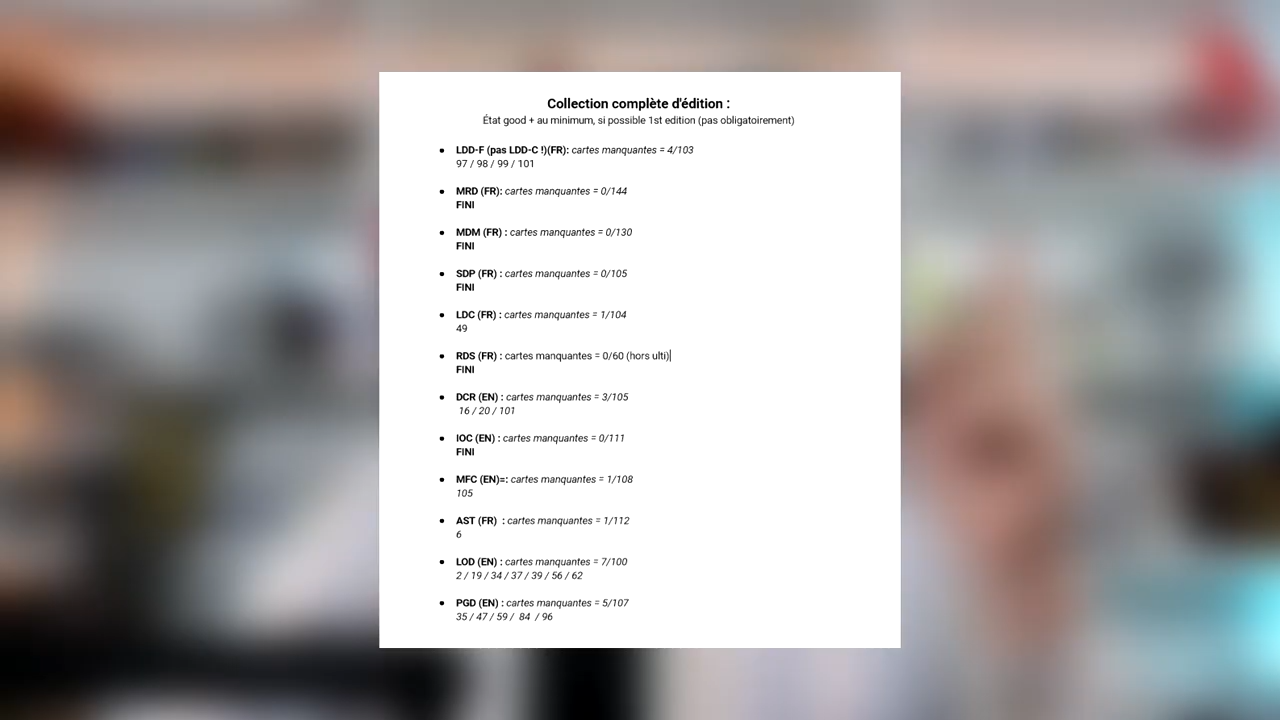 Collection complète d'édition :
État good + au minimum, si possible 1st edition (pas obligatoirement)
• LDD-F (pas LDD-C !)(FR): cartes manquantes = 4/103
97 / 98 / 99 / 101
• MRD (FR): cartes manquantes = 0/144
FINI
• MDM (FR) : cartes manquantes = 0/130
FINI
• SDP (FR) : cartes manquantes = 0/105
FINI
• LDC (FR) : cartes manquantes = 1/104
49
• RDS (FR) : cartes manquantes = 0/60 (hors ulti)
FINI
• DCR (EN) : cartes manquantes = 3/105
16 / 20 / 101
• IOC (EN) : cartes manquantes = 0/111
FINI
• MFC (EN)=: cartes manquantes = 1/108
105
• AST (FR)  : cartes manquantes = 1/112
6
• LOD (EN) : cartes manquantes = 7/100
2 / 19 / 34 / 37 / 39 / 56 / 62
• PGD (EN) : cartes manquantes = 5/107
35 / 47 / 59 /  84  / 96